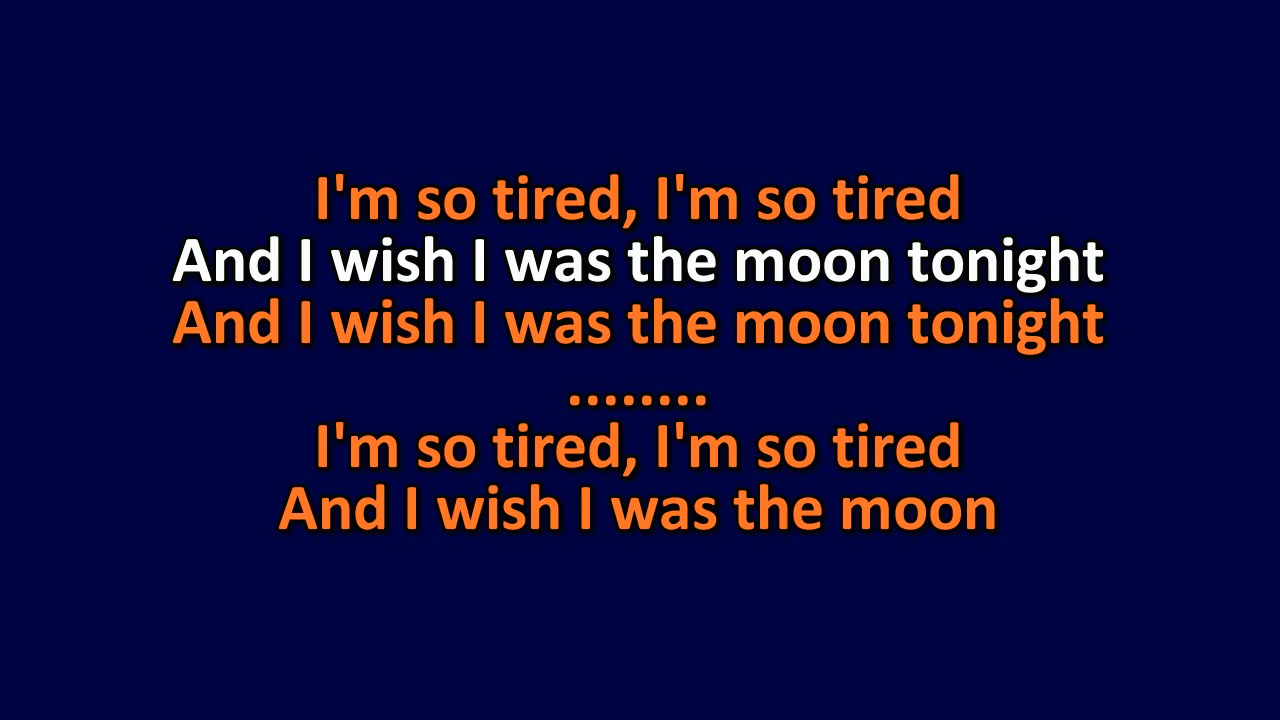 I'm so tired, I'm so tired
And I wish I was the moon tonight
And I wish I was the moon tonight
........
I'm so tired, I'm so tired
And I wish I was the moon